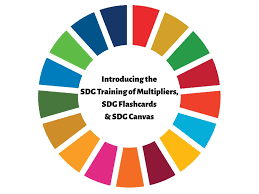 Introducing the
SDG Training of Multipliers,
SDG Flashcards
& SDG Canvas